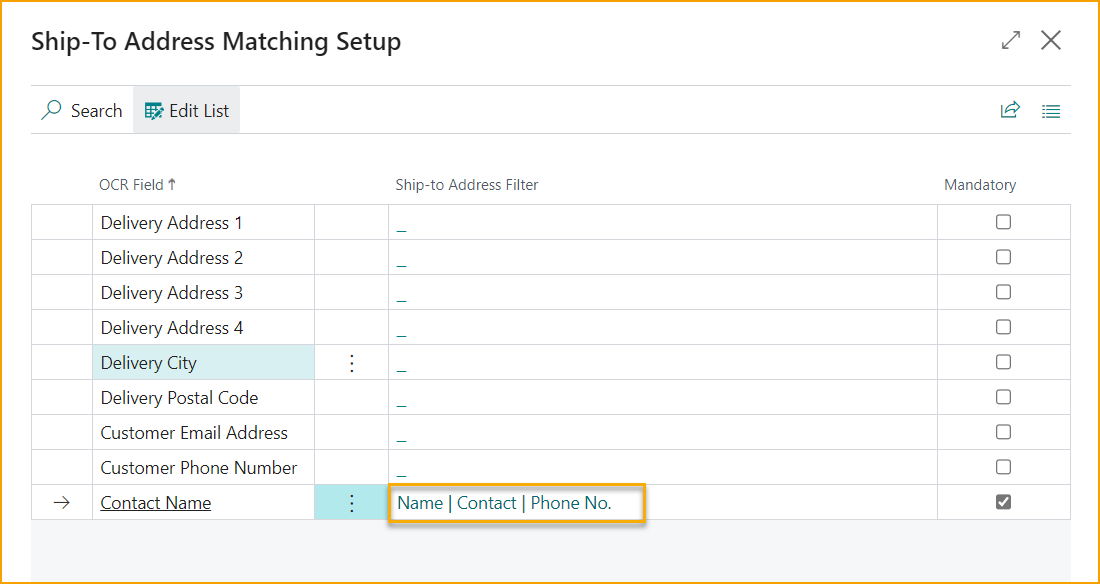 Ship-To Address Matching Setup
Search Edit List
OCR Field ↑ Ship-to Address Filter Mandatory
Delivery Address 1 _
Delivery Address 2 _
Delivery Address 3 _
Delivery Address 4 _
Delivery City _
Delivery Postal Code _
Customer Email Address _
Customer Phone Number _
Contact Name Name | Contact | Phone No.